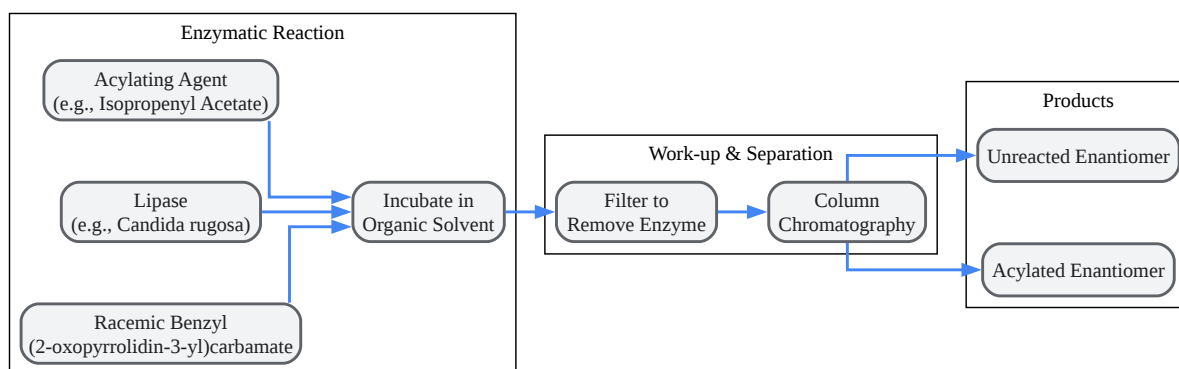 Enzymatic Reaction
Acylating Agent
(e.g., Isopropenyl Acetate)
Lipase
(e.g., Candida rugosa)
Racemic Benzyl
(2-oxopyrrolidin-3-yl)carbamate
Incubate in
Organic Solvent
Work-up & Separation
Filter to
Remove Enzyme
Column
Chromatography
Products
Unreacted Enantiomer
Acylated Enantiomer